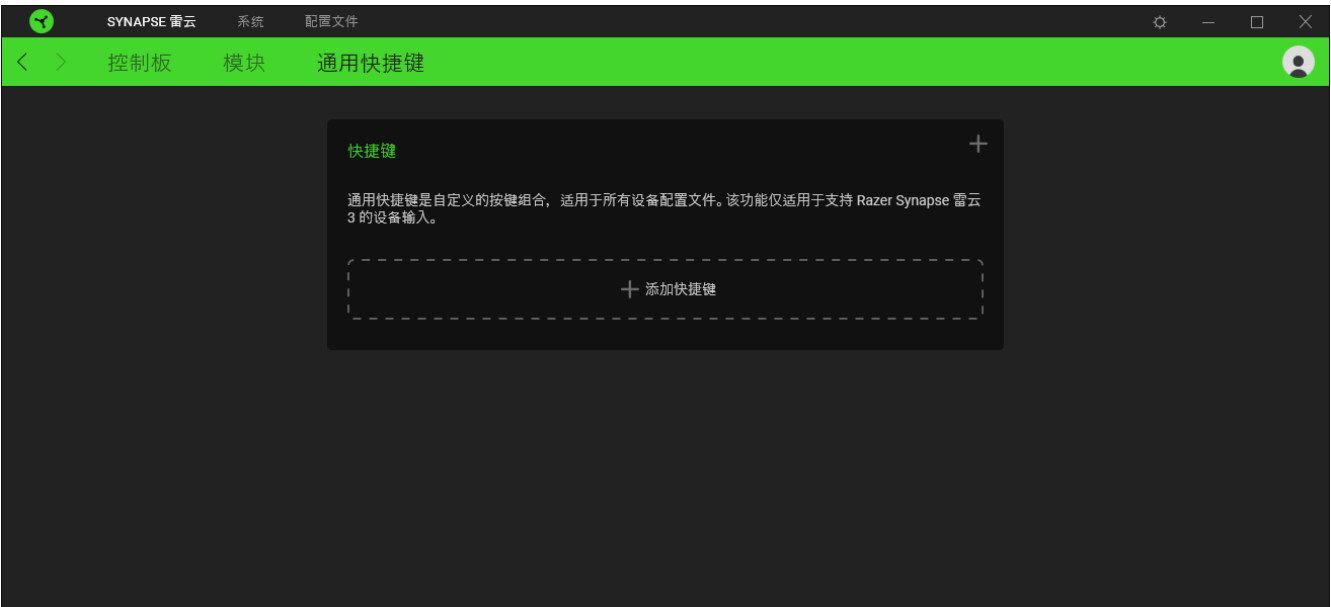 SYNAPSE 雷云 系统 配置文件
控制板 模块 通用快捷键
快捷键
通用快捷键是自定义的按键组合，适用于所有设备配置文件。该功能仅适用于支持 Razer Synapse 雷云
3 的设备输入。
添加快捷键